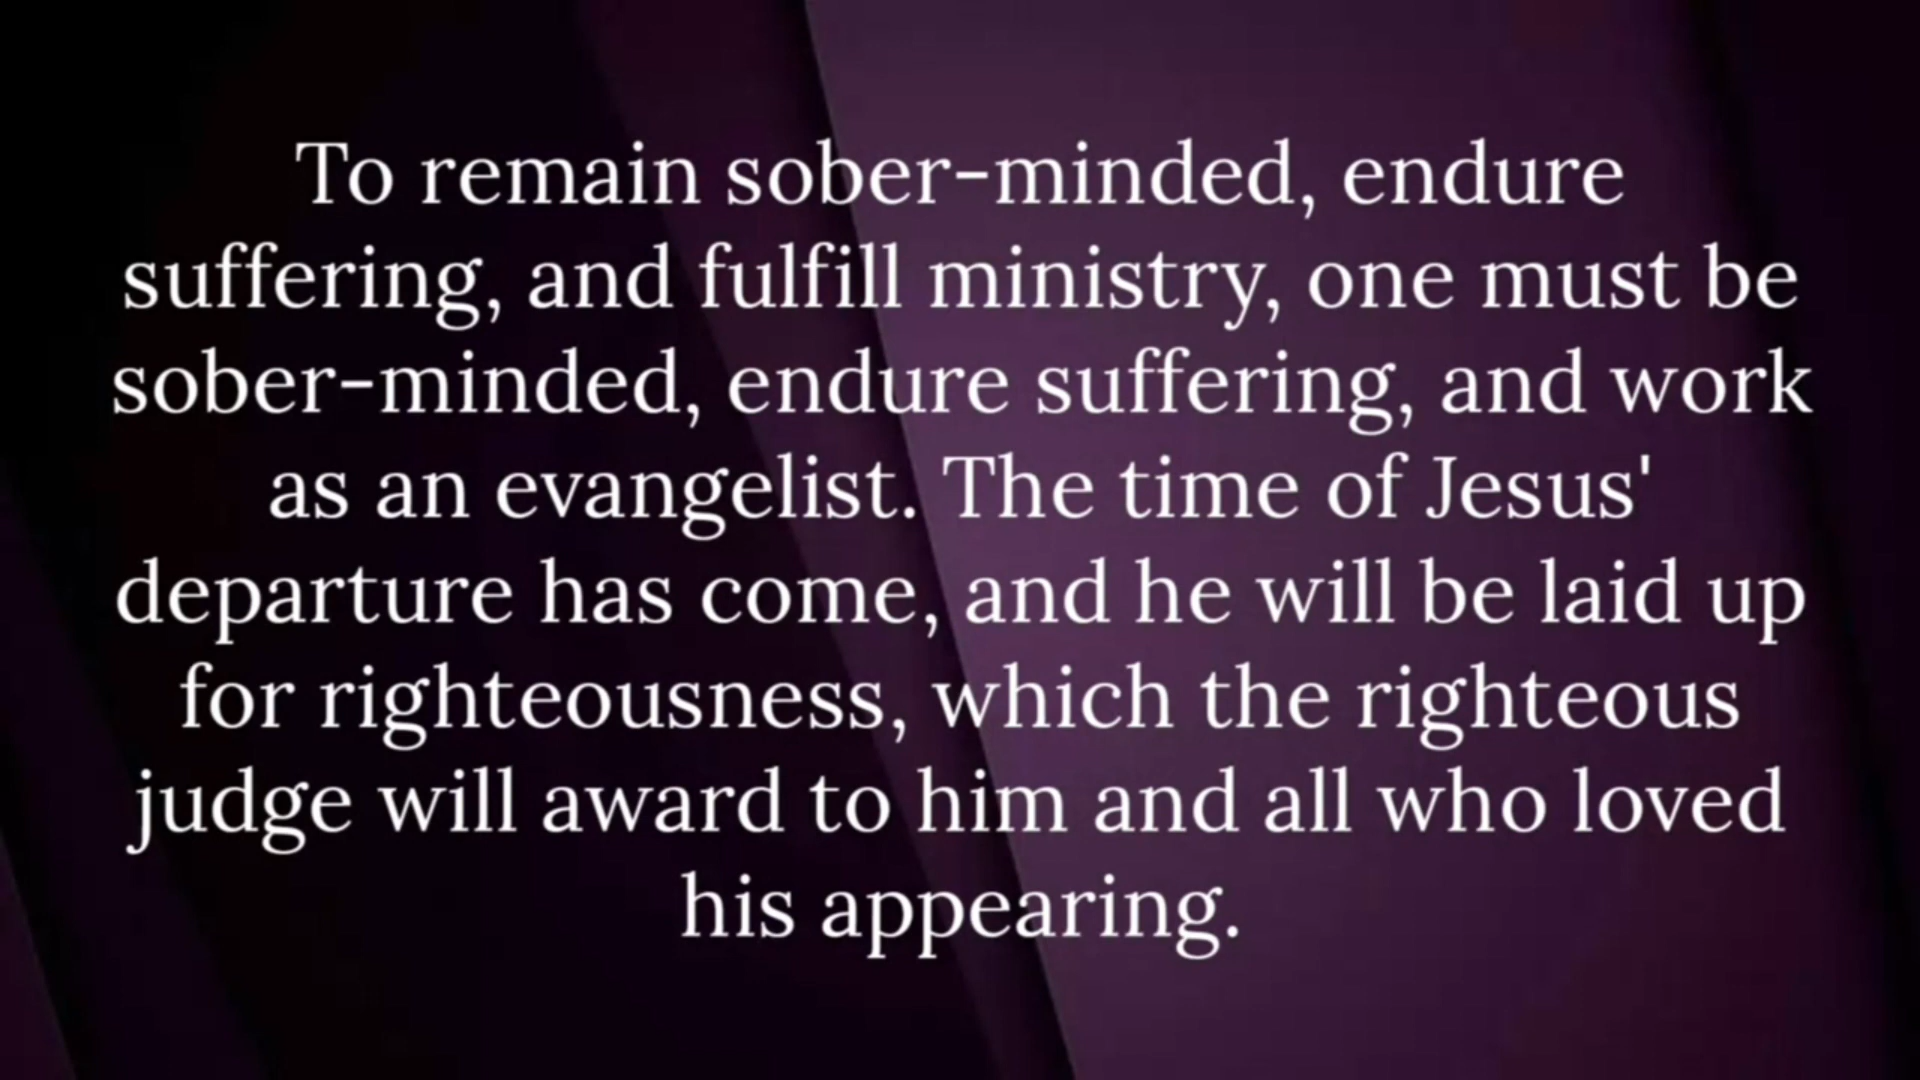 To remain sober-minded, endure
suffering, and fulfill ministry, one must be
sober-minded, endure suffering, and work
as an evangelist. The time of Jesus'
departure has come, and he will be laid up
for righteousness, which the righteous
judge will award to him and all who loved
his appearing.